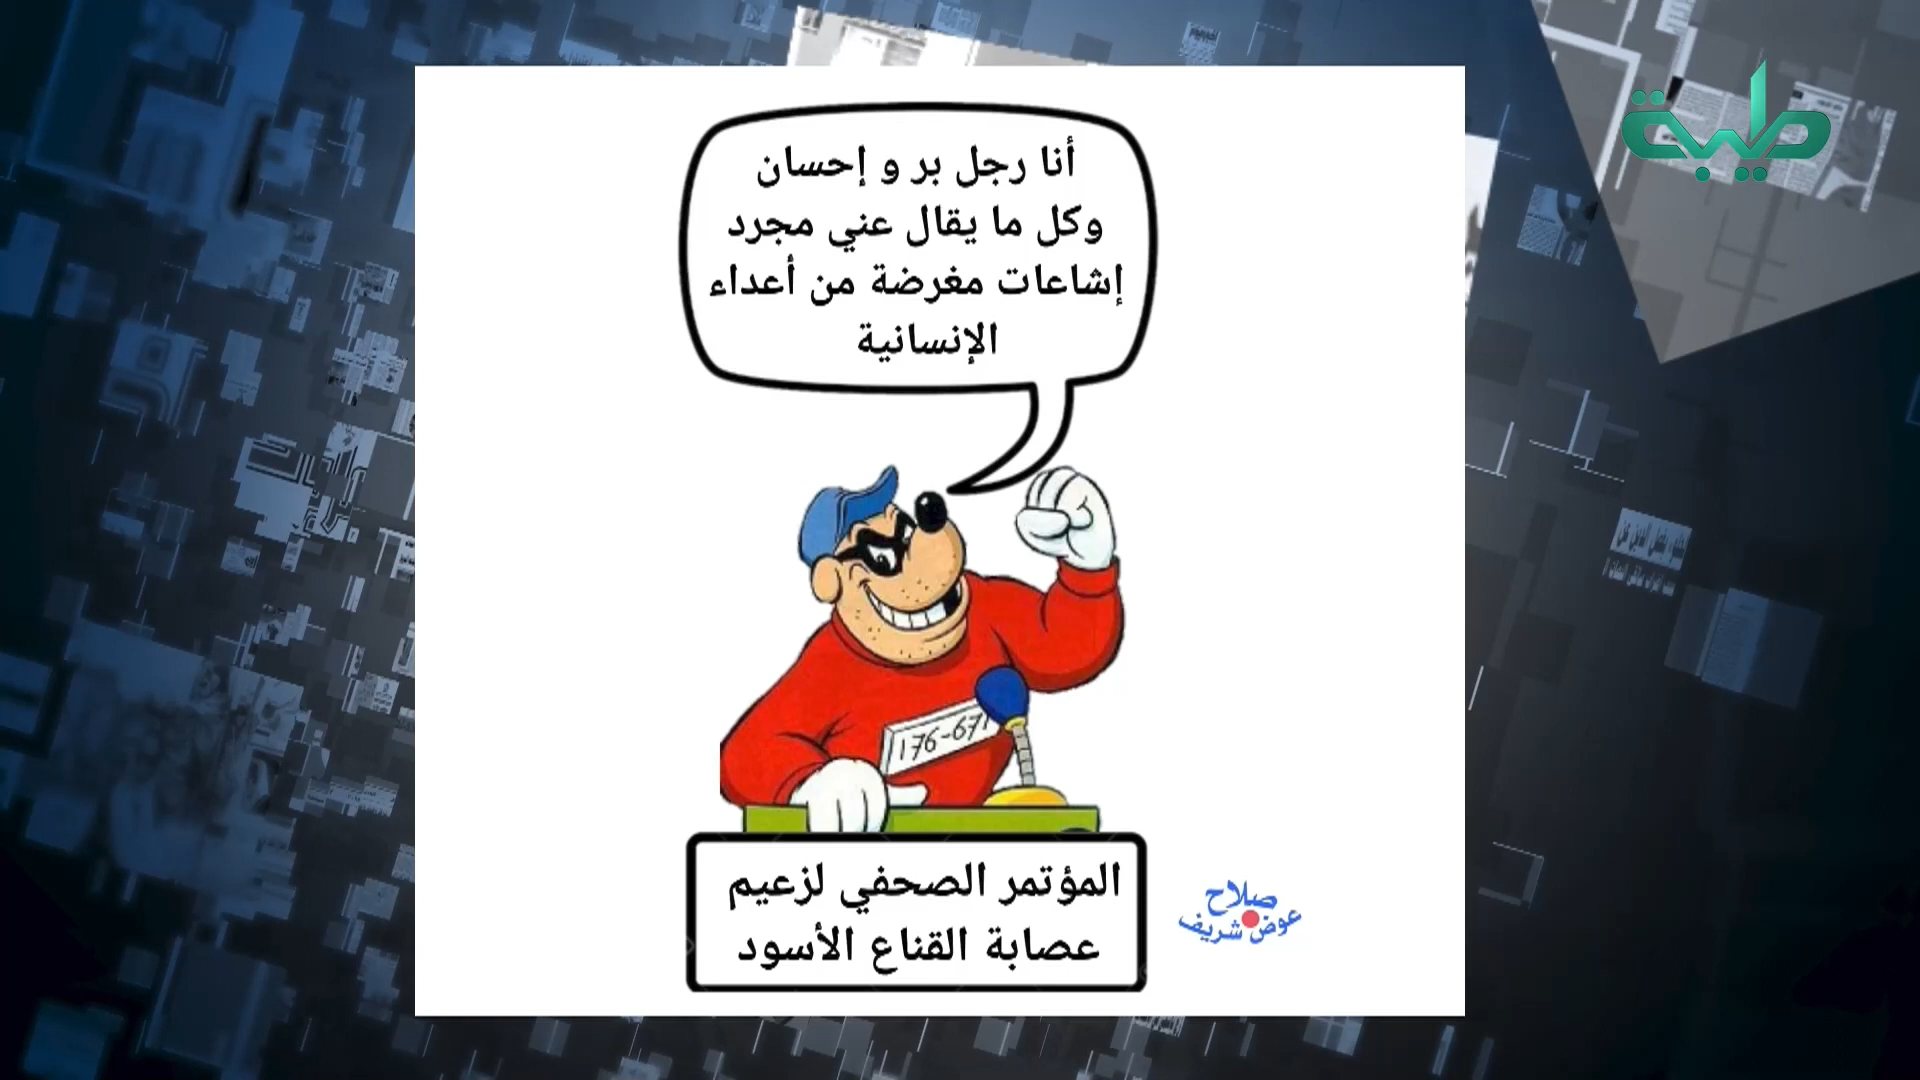 طيبة
أنا رجل بر و إحسان
وكل ما يقال عني مجرد
إشاعات مغرضة من أعداء
الإنسانية
176-671
المؤتمر الصحفي لزعيم
عصابة القناع الأسود
صلاح
عوض شريف